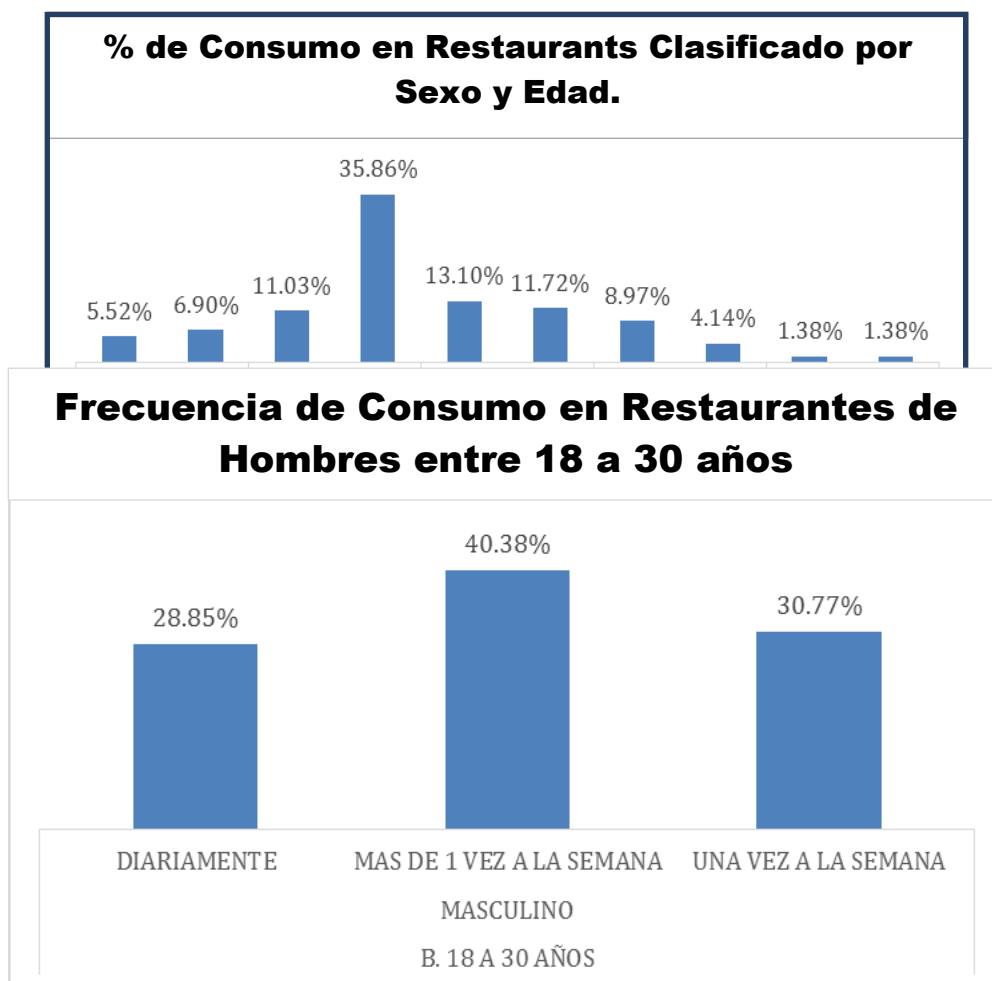 % de Consumo en Restaurants Clasificado por
Sexo y Edad.
35.86%
13.10%
11.72%
11.03%
8.97%
6.90%
5.52%
4.14%
1.38%
1.38%
Frecuencia de Consumo en Restaurantes de
Hombres entre 18 a 30 años
40.38%
30.77%
28.85%
DIARIAMENTE
MAS DE 1 VEZ A LA SEMANA
UNA VEZ A LA SEMANA
MASCULINO
B. 18 A 30 AÑOS